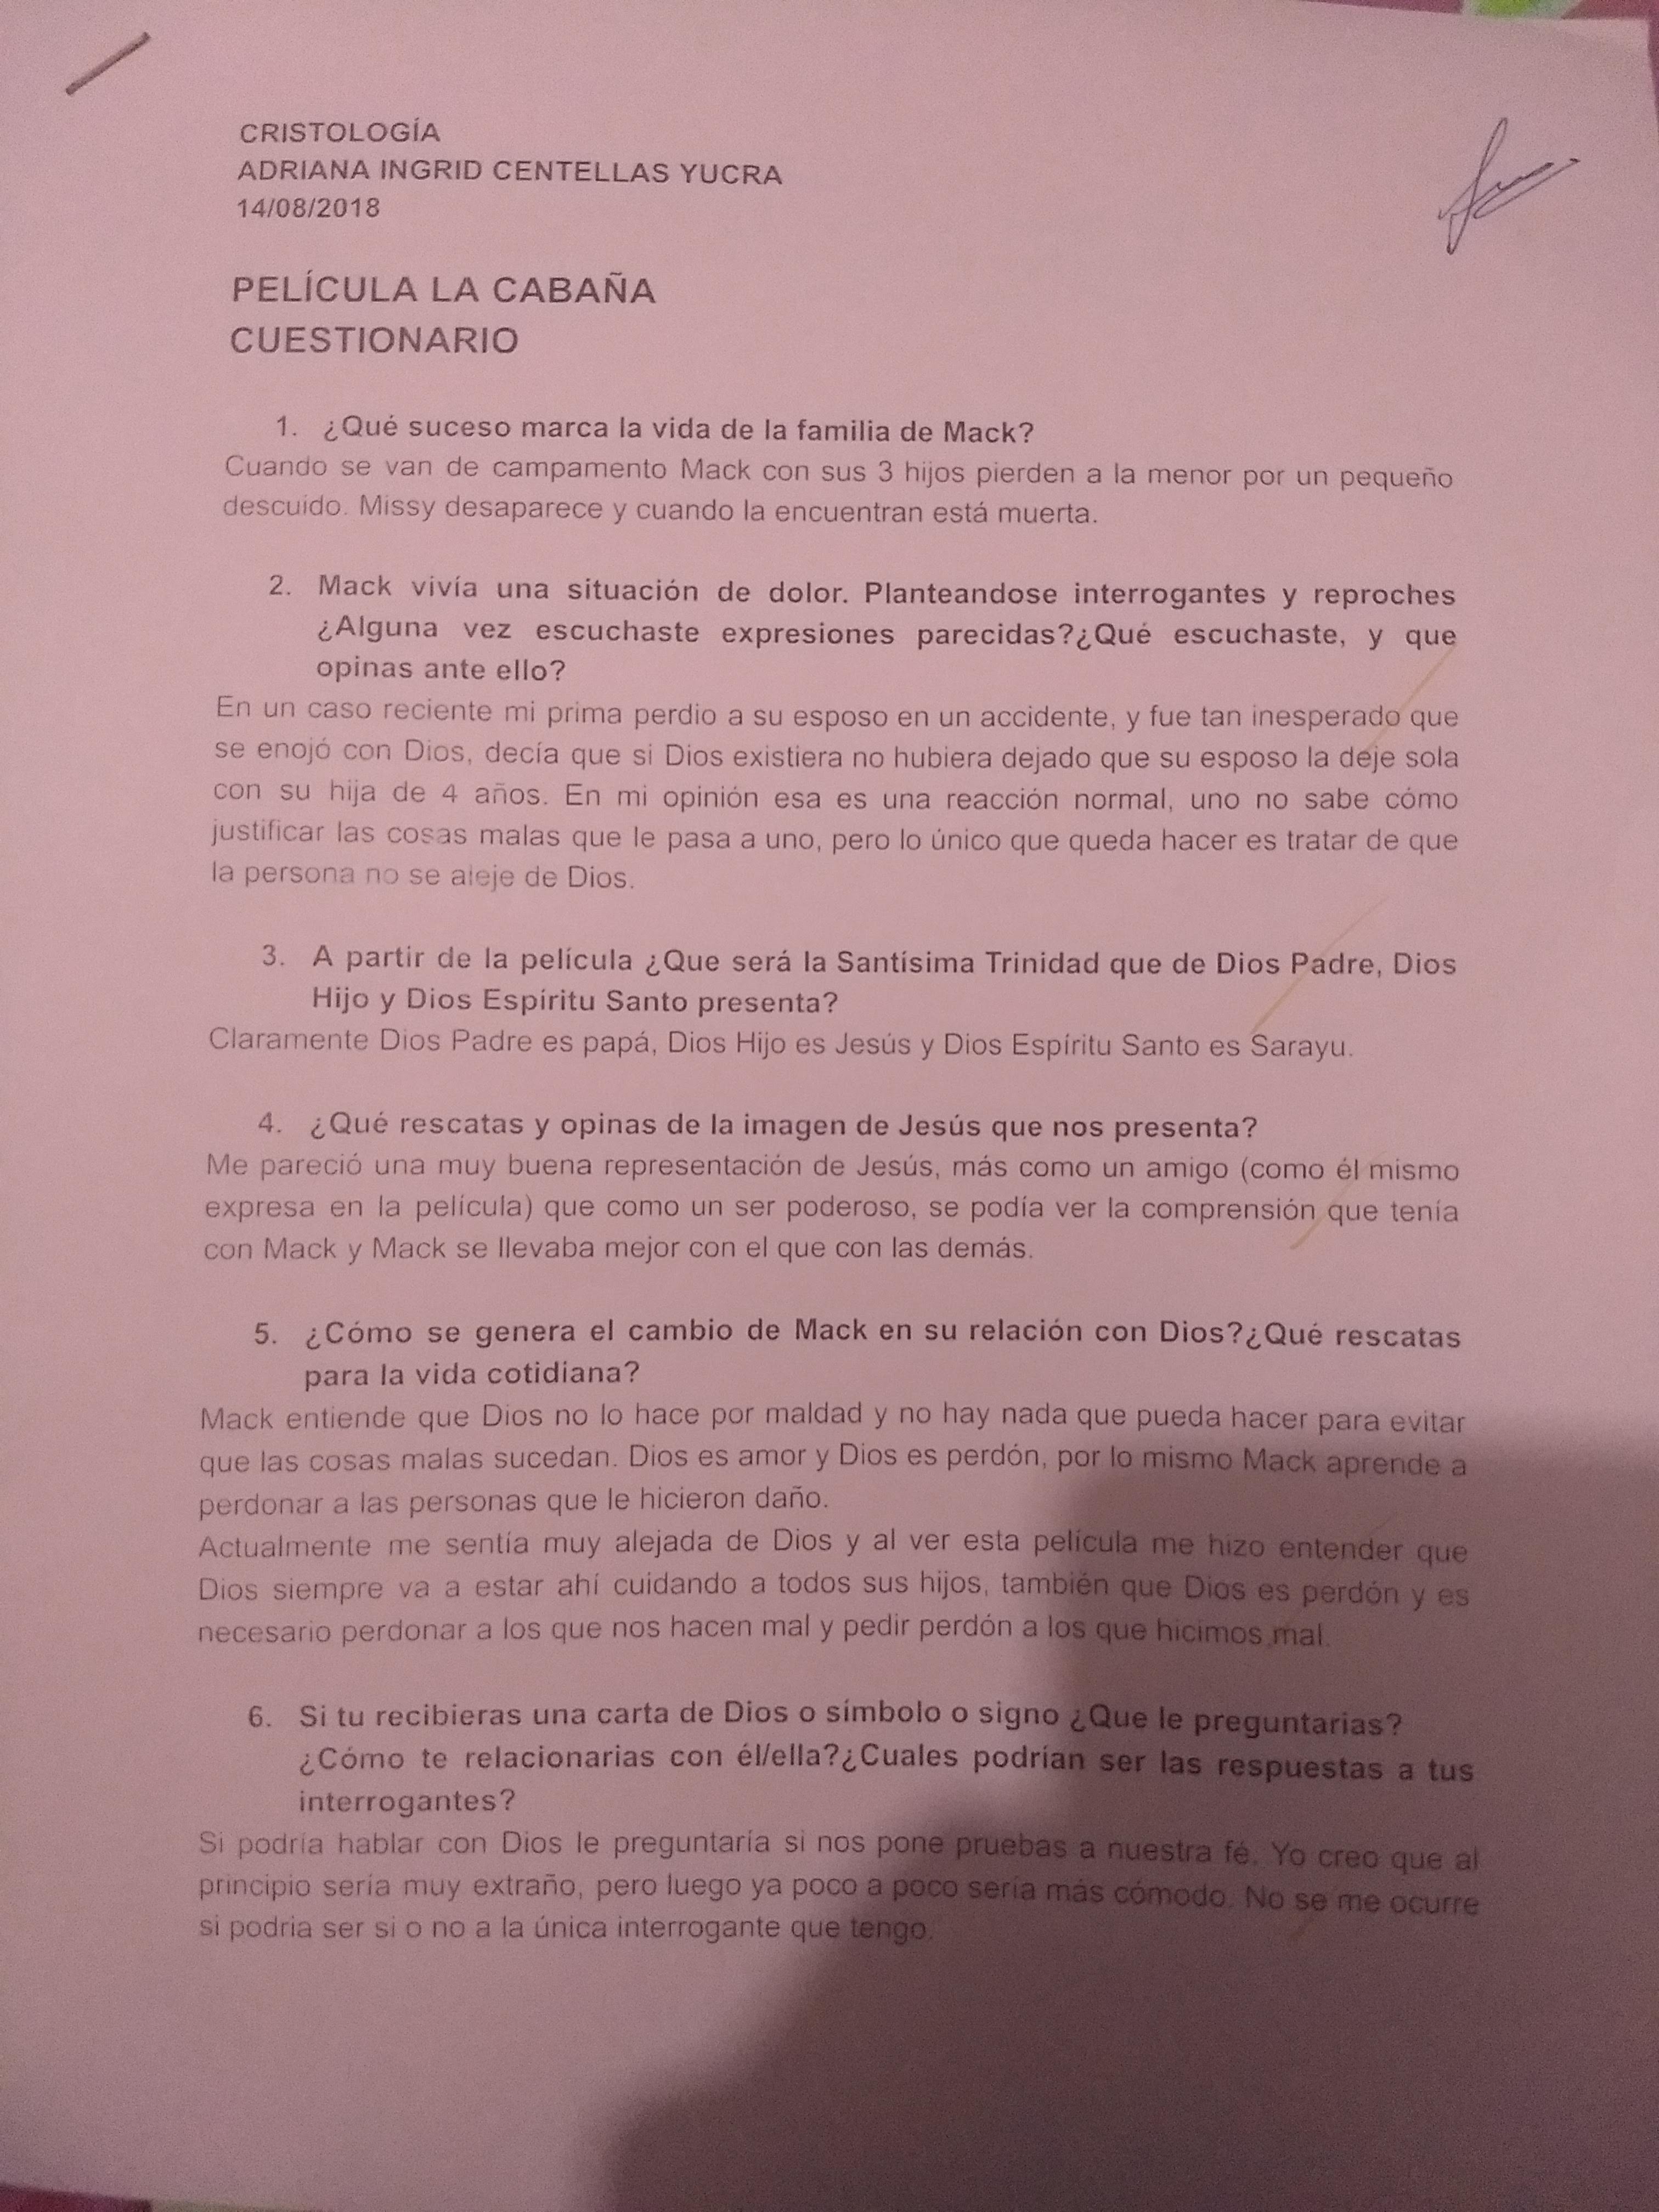 CRISTOLOGÍA
ADRIANA INGRID CENTELLAS YUCRA
14/08/2018
PELÍCULA LA CABAÑA
CUESTIONARIO
1. ¿Qué suceso marca la vida de la familia de Mack?
Cuando se van de campamento Mack con sus 3 hijos pierden a la menor por un pequeño
descuido. Missy desaparece y cuando la encuentran está muerta.
2. Mack vivía una situación de dolor. Planteandose interrogantes y reproches
¿Alguna vez escuchaste expresiones parecidas?¿Qué escuchaste, y que
opinas ante ello?
En un caso reciente mi prima perdio a su esposo en un accidente, y fue tan inesperado que
se enojó con Dios, decía que si Dios existiera no hubiera dejado que su esposo la deje sola
con su hija de 4 años. En mi opinión esa es una reacción normal, uno no sabe cómo
justificar las cosas malas que le pasa a uno, pero lo único que queda hacer es tratar de que
la persona no se aleje de Dios.
3. A partir de la película ¿Que será la Santísima Trinidad que de Dios Padre, Dios
Hijo y Dios Espíritu Santo presenta?
Claramente Dios Padre es papá, Dios Hijo es Jesús y Dios Espíritu Santo es Sarayu.
4. ¿Qué rescatas y opinas de la imagen de Jesús que nos presenta?
Me pareció una muy buena representación de Jesús, más como un amigo (como él mismo
expresa en la película) que como un ser poderoso, se podía ver la comprensión que tenía
con Mack y Mack se llevaba mejor con el que con las demás.
5. ¿Cómo se genera el cambio de Mack en su relación con Dios?¿Qué rescatas
para la vida cotidiana?
Mack entiende que Dios no lo hace por maldad y no hay nada que pueda hacer para evitar
que las cosas malas sucedan. Dios es amor y Dios es perdón, por lo mismo Mack aprende a
perdonar a las personas que le hicieron daño.
Actualmente me sentía muy alejada de Dios y al ver esta película me hizo entender que
Dios siempre va a estar ahí cuidando a todos sus hijos, también que Dios es perdón y es
necesario perdonar a los que nos hacen mal y pedir perdón a los que hicimos mal.
6. Si tu recibieras una carta de Dios o símbolo o signo ¿Que le preguntarias?
¿Cómo te relacionarias con él/ella?¿Cuales podrían ser las respuestas a tus
interrogantes?
Si podría hablar con Dios le preguntaría si nos pone pruebas a nuestra fé. Yo creo que al
principio sería muy extraño, pero luego ya poco a poco sería más cómodo. No se me ocurre
si podria ser si o no a la única interrogante que tengo.